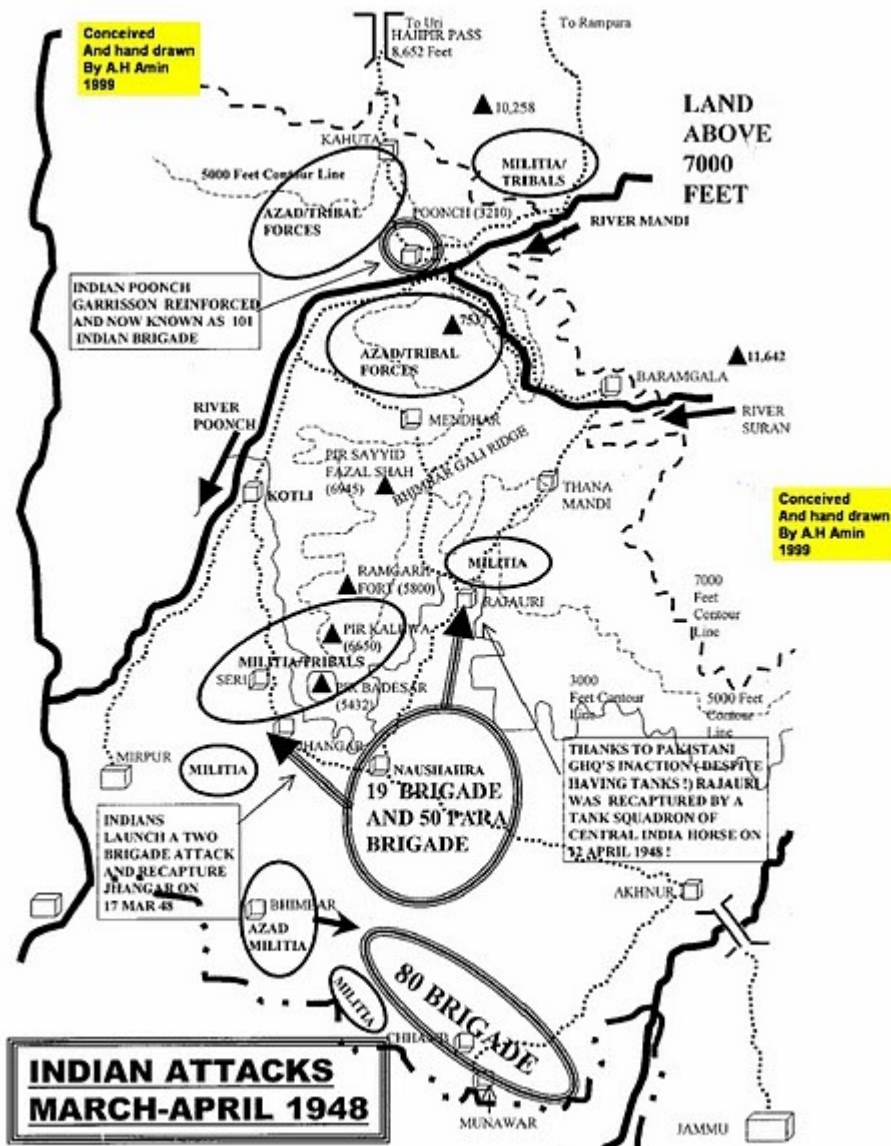 Conceived
And hand drawn
By A.H Amin
1999
To Uri
HAJIPIR PASS
8,652 Feet
To Rampura
10,258
LAND
ABOVE
7000
FEET
KAHUTA
5000 Feet Contour Line
MILITIA/
TRIBALS
AZAD/TRIBAL
FORCES
POONCH (3210)
RIVER MANDI
INDIAN POONCH
GARRISSON REINFORCED
AND NOW KNOWN AS 101
INDIAN BRIGADE
AZAD/TRIBAL
FORCES
11,642
BARAMGALA
RIVER
POONCH
MENDHAR
RIVER
SURAN
PIR SAYYID
FAZAL SHAH
(6945)
BHIMBAR GALI RIDGE
KOTLI
THANA
MANDI
Conceived
And hand drawn
By A.H Amin
1999
MILITIA
RAMGARH
FORT (5800)
RAJAURI
7000
Feet
Contour
Line
PIR KALEWA
(6650)
MILITIA/TRIBALS
SERI
PIR BADESAR
(5432)
3000
Feet Contour
Line
5000 Feet
Contour
Line
JHANGAR
MIRPUR
MILITIA
NAUSHAHRA
19 BRIGADE
AND 50 PARA
BRIGADE
THANKS TO PAKISTANI
GHQ'S INACTION ( DESPITE
HAVING TANKS !) RAJAURI
WAS RECAPTURED BY A
TANK SQUADRON OF
CENTRAL INDIA HORSE ON
12 APRIL 1948 !
INDIANS
LAUNCH A TWO
BRIGADE ATTACK
AND RECAPTURE
JHANGAR ON
17 MAR 48
AKHNUR
BHIMBAR
AZAD
MILITIA
MILITIA
80 BRIGADE
CHHAMB
MUNAWAR
JAMMU
INDIAN ATTACKS
MARCH-APRIL 1948